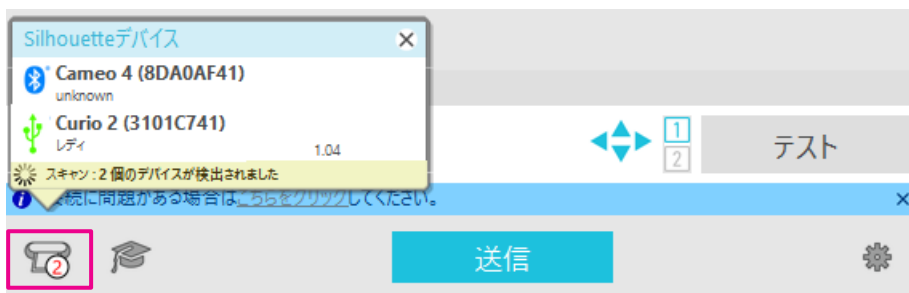 Silhouetteデバイス
Cameo 4 (8DA0AF41)
unknown
Curio 2 (3101C741)
レディ 1.04
スキャン : 2 個のデバイスが検出されました
続に問題がある場合はこちらをクリックしてください。
1
2
テスト
2
送信